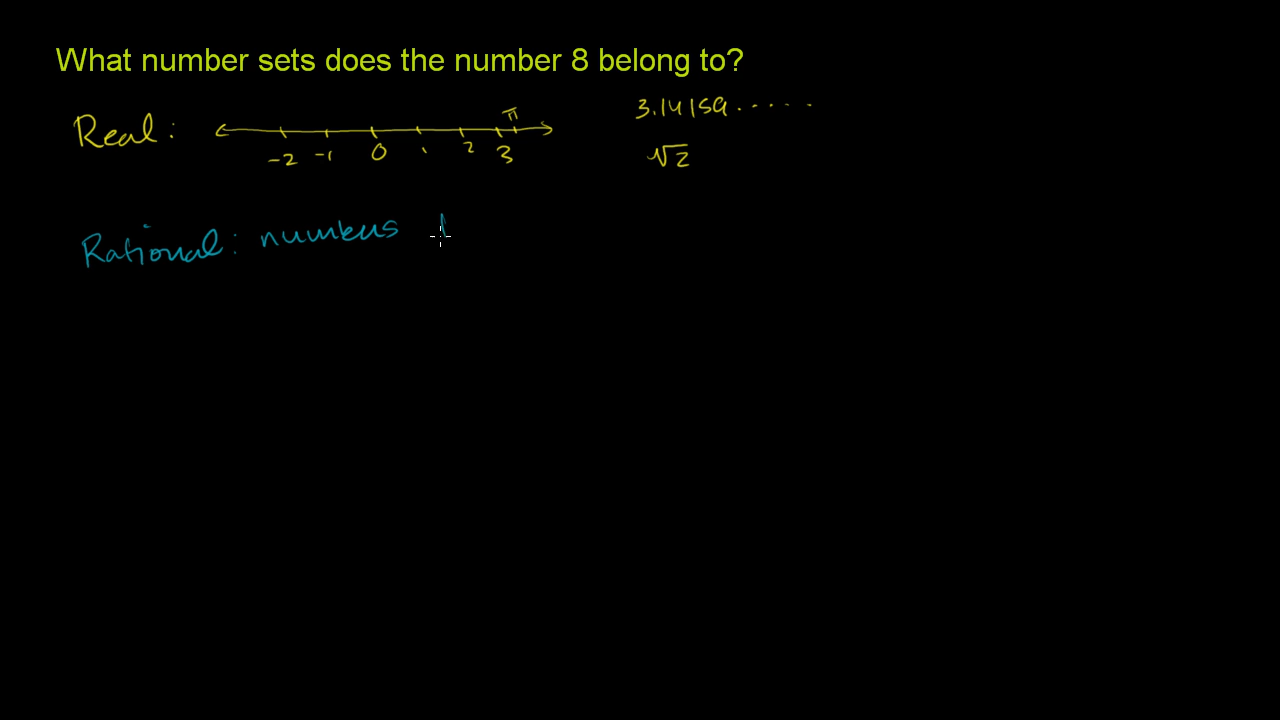 What number sets does the number 8 belong to?
Real: -2 -1 0 1 2 3 π 3.14159.....
√2
Rational: numbers